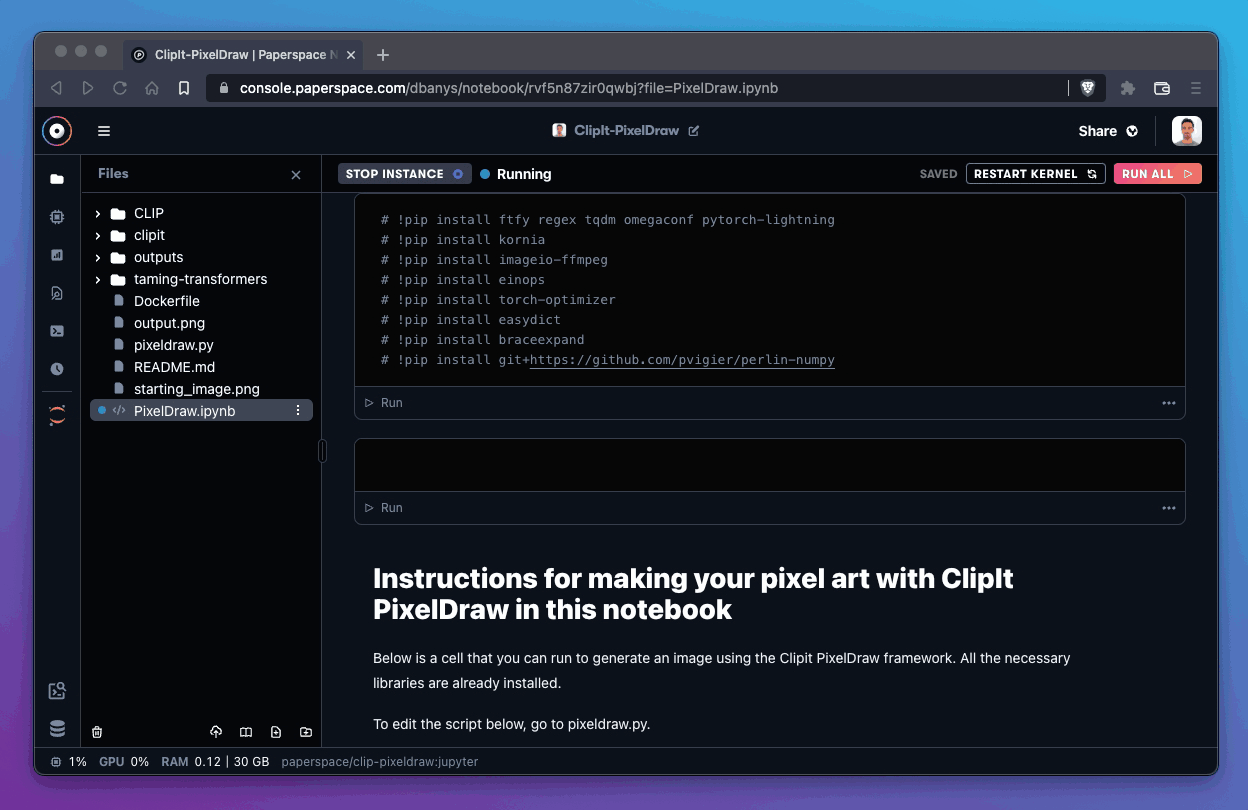 ClipIt-PixelDraw | Paperspace N
console.paperspace.com/dbanys/notebook/rvf5n87zir0qwbj?file=PixelDraw.ipynb
ClipIt-PixelDraw
Share
Files
STOP INSTANCE
Running
SAVED
RESTART KERNEL
RUN ALL
CLIP
clipit
outputs
taming-transformers
Dockerfile
output.png
pixeldraw.py
README.md
starting_image.png
PixelDraw.ipynb
# !pip install ftfy regex tqdm omegaconf pytorch-lightning
# !pip install kornia
# !pip install imageio-ffmpeg
# !pip install einops
# !pip install torch-optimizer
# !pip install easydict
# !pip install braceexpand
# !pip install git+https://github.com/pvigier/perlin-numpy
Run
Run
Instructions for making your pixel art with ClipIt
PixelDraw in this notebook
Below is a cell that you can run to generate an image using the Clipit PixelDraw framework. All the necessary
libraries are already installed.
To edit the script below, go to pixeldraw.py.
1% GPU 0% RAM 0.12 | 30 GB paperspace/clip-pixeldraw:jupyter